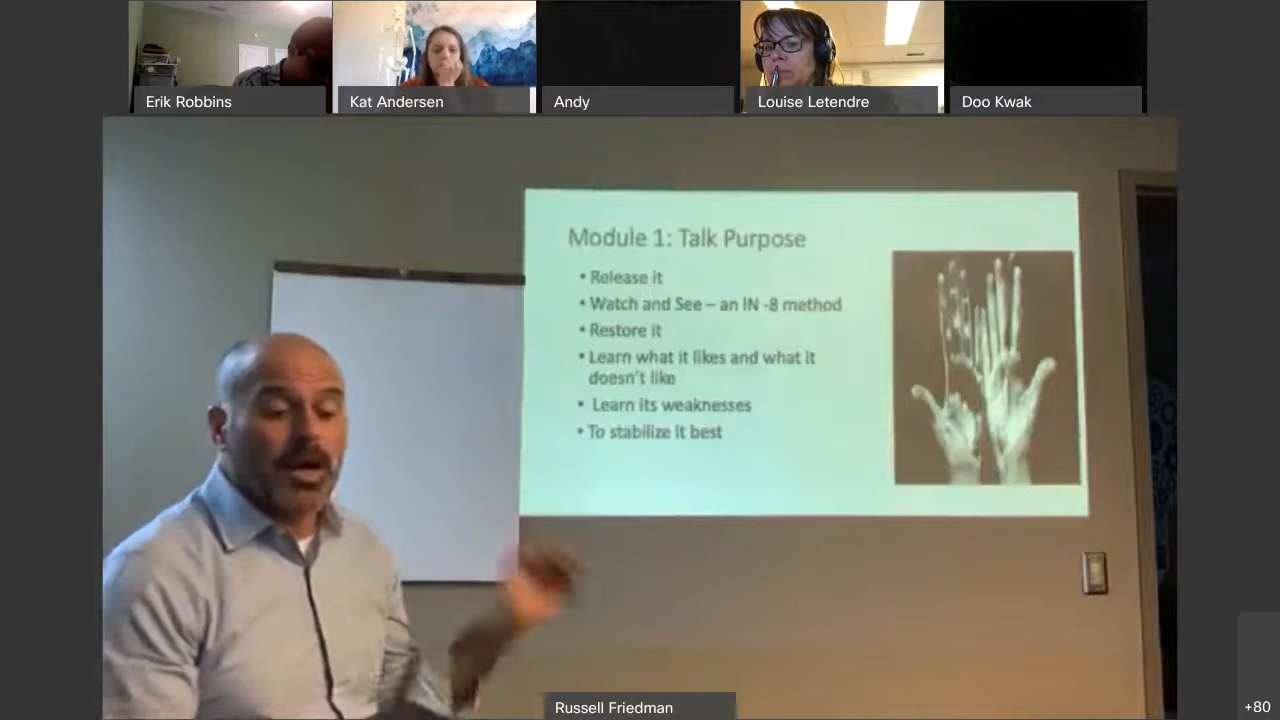 Erik Robbins
Kat Andersen
Andy
Louise Letendre
Doo Kwak
Module 1: Talk Purpose
• Release it
• Watch and See – an IN -8 method
• Restore it
• Learn what it likes and what it
doesn't like
• Learn its weaknesses
• To stabilize it best
Russell Friedman
+80